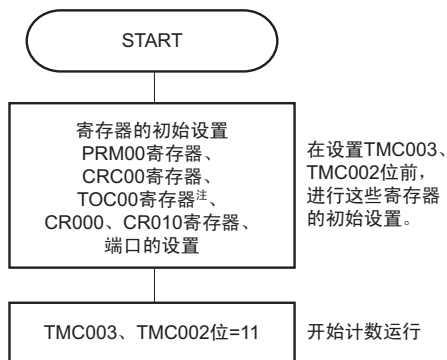 START
寄存器的初始设置
PRM00寄存器、
CRC00寄存器、
TOC00寄存器注、
CR000、CR010寄存器、
端口的设置
在设置TMC003、
TMC002位前，
进行这些寄存器
的初始设置。
TMC003、TMC002位=11
开始计数运行